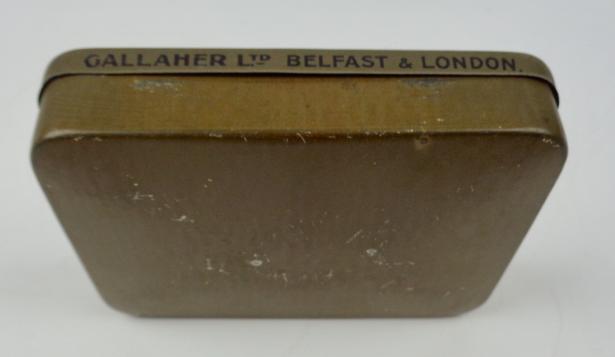 GALLAHER LTD BELFAST & LONDON.